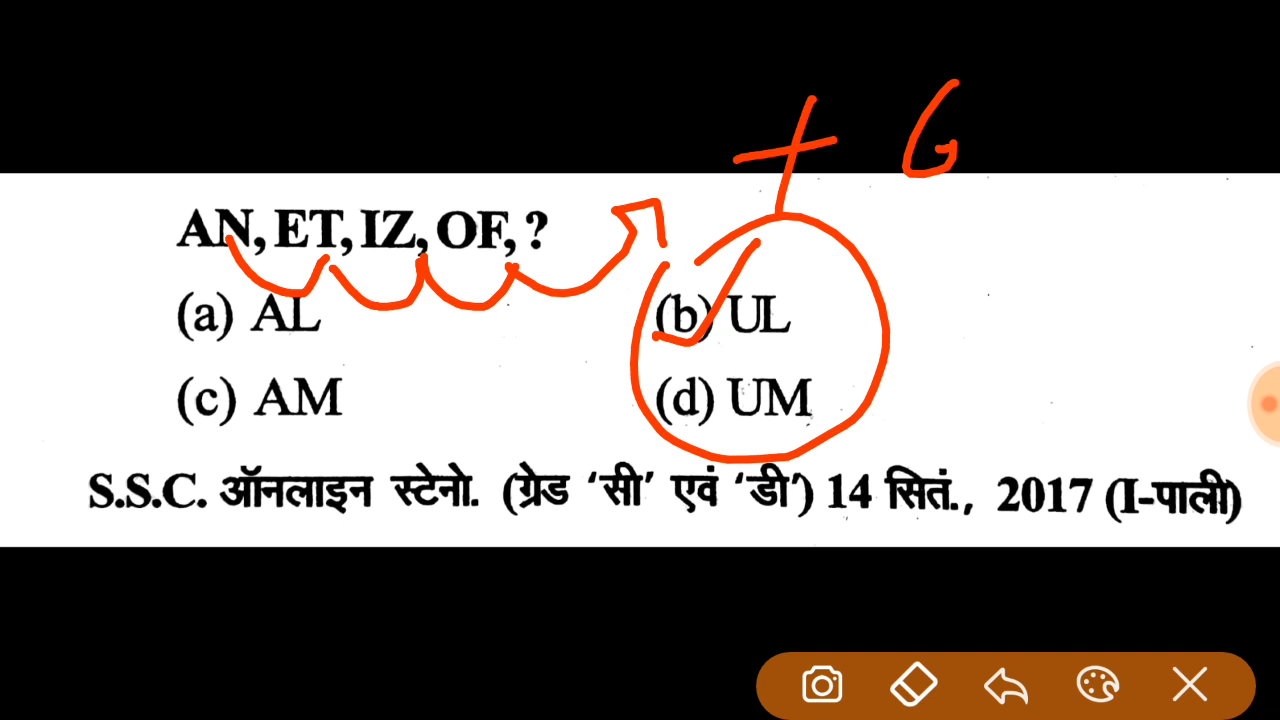 + 6
AN, ET, IZ, OF, ?
(a) AL (b) UL
(c) AM (d) UM
S.S.C. ऑनलाइन स्टेनो. (ग्रेड ‘सी’ एवं ‘डी’) 14 सितं., 2017 (I-पाली)